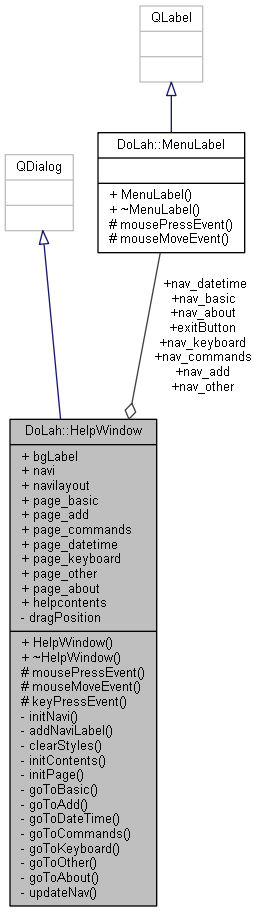 QLabel
QDialog
DoLah::MenuLabel
+ MenuLabel()
+ ~MenuLabel()
# mousePressEvent()
# mouseMoveEvent()
+nav_datetime
+nav_basic
+nav_about
+exitButton
+nav_keyboard
+nav_commands
+nav_add
+nav_other
DoLah::HelpWindow
+ bgLabel
+ navi
+ navilayout
+ page_basic
+ page_add
+ page_commands
+ page_datetime
+ page_keyboard
+ page_other
+ page_about
+ helpcontents
- dragPosition
+ HelpWindow()
+ ~HelpWindow()
# mousePressEvent()
# mouseMoveEvent()
# keyPressEvent()
- initNavi()
- addNaviLabel()
- clearStyles()
- initContents()
- initPage()
- goToBasic()
- goToAdd()
- goToDateTime()
- goToCommands()
- goToKeyboard()
- goToOther()
- goToAbout()
- updateNav()